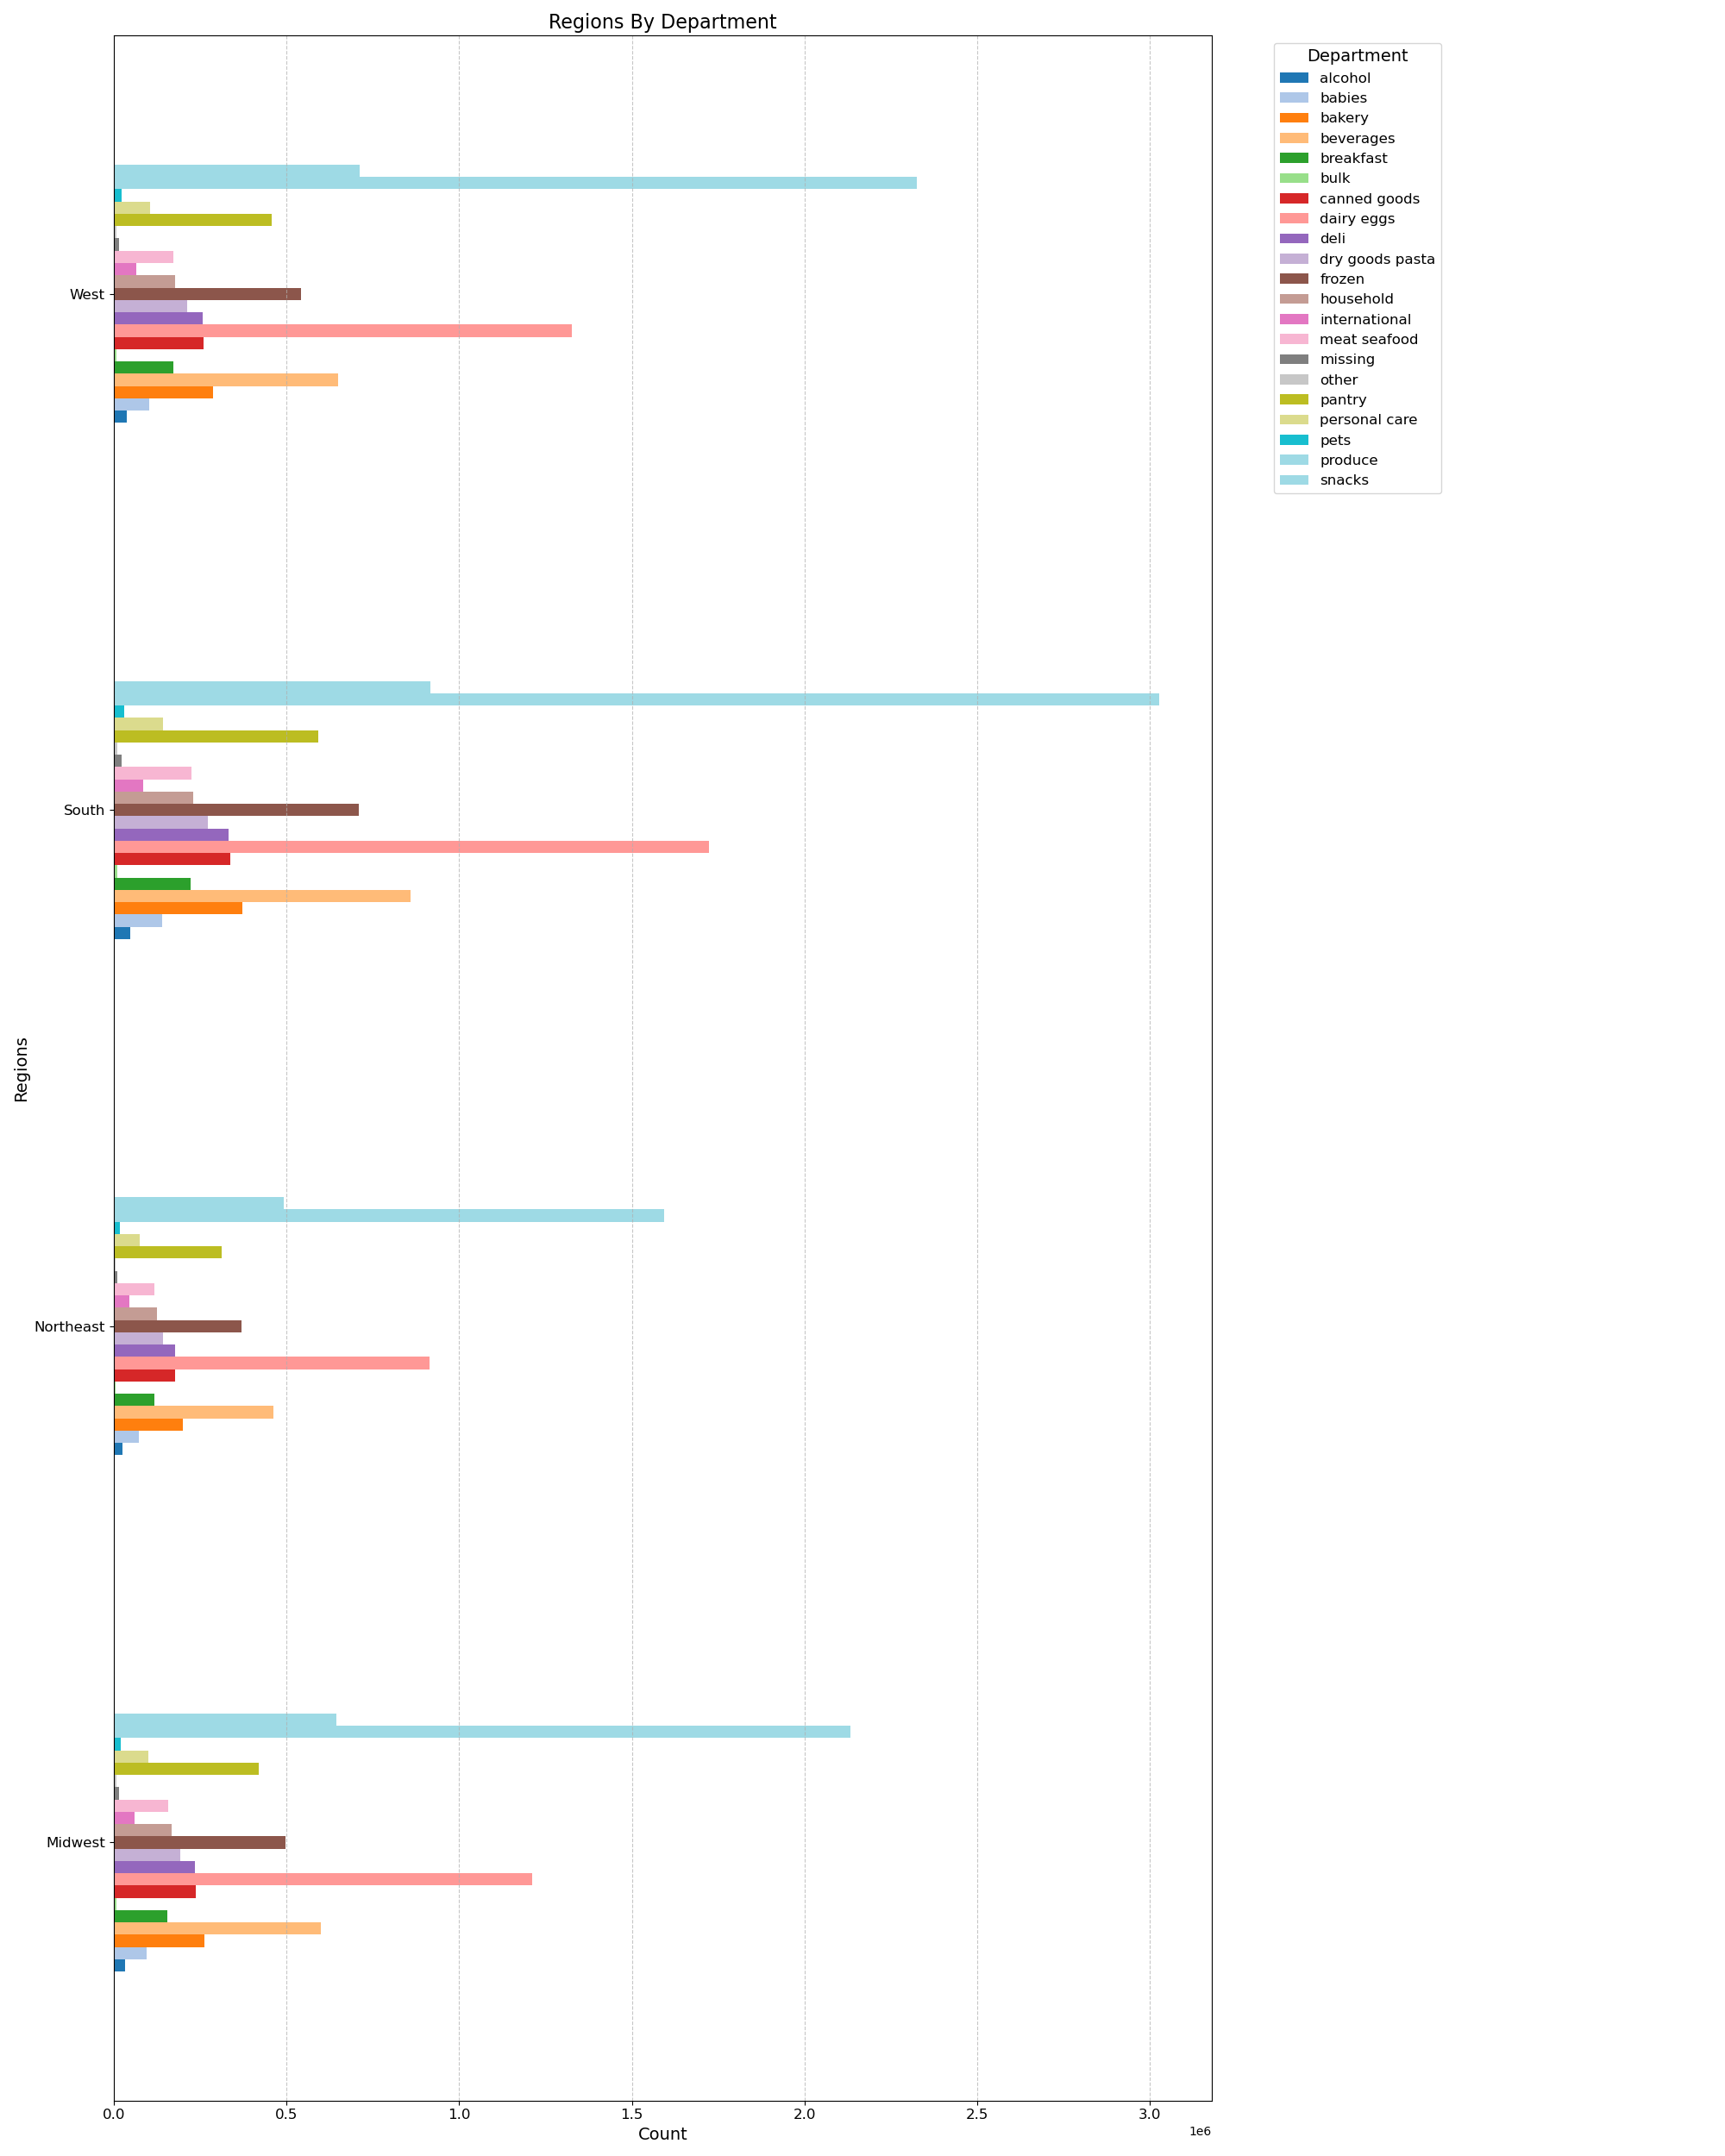 Regions By Department
Department
alcohol
babies
bakery
beverages
breakfast
bulk
canned goods
dairy eggs
deli
dry goods pasta
frozen
household
international
meat seafood
missing
other
pantry
personal care
pets
produce
snacks
West
South
Regions
Northeast
Midwest
0.0 0.5 1.0 1.5 2.0 2.5 3.0
Count
1e6